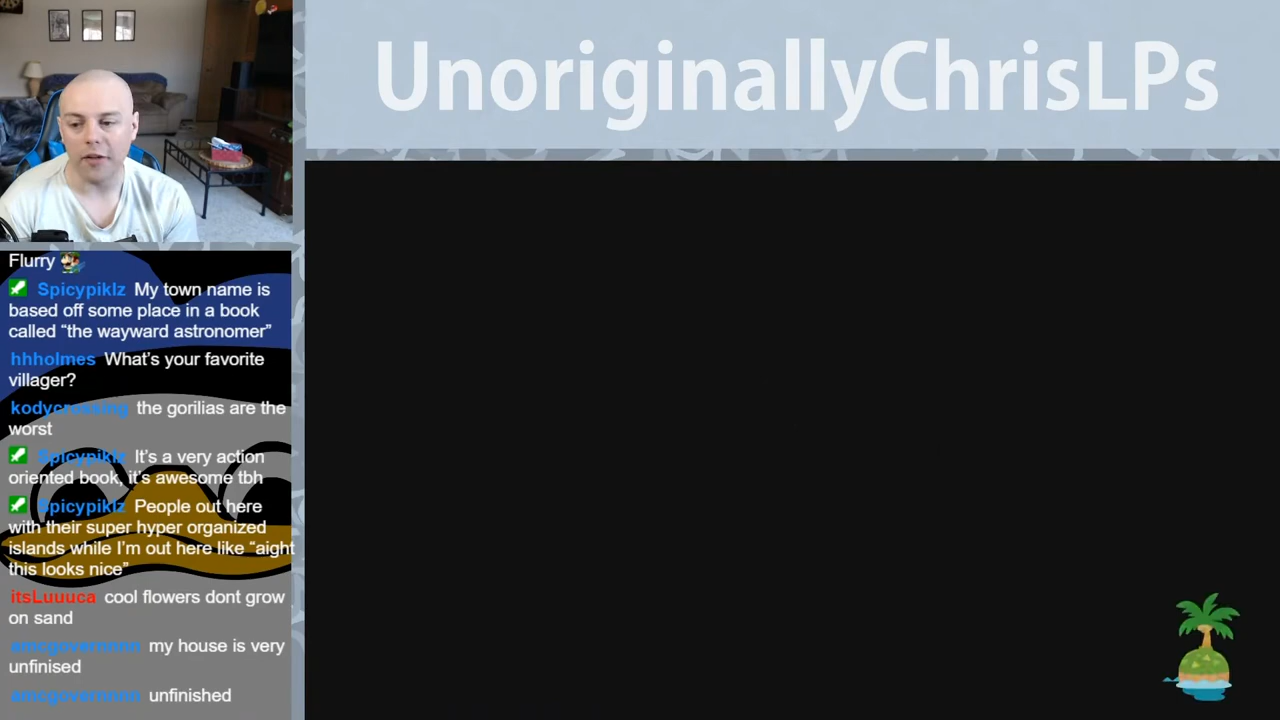 UnoriginallyChrisLPs
Flurry
Spicypiklz My town name is
based off some place in a book
called “the wayward astronomer”
hhholmes What’s your favorite
villager?
kodycrossing the gorilias are the
worst
Spicypiklz It’s a very action
oriented book, it’s awesome tbh
Spicypiklz People out here
with their super hyper organized
islands while I’m out here like “aight
this looks nice”
itsLuuuca cool flowers dont grow
on sand
amcgovernnnn my house is very
unfinised
amcgovernnnn unfinished